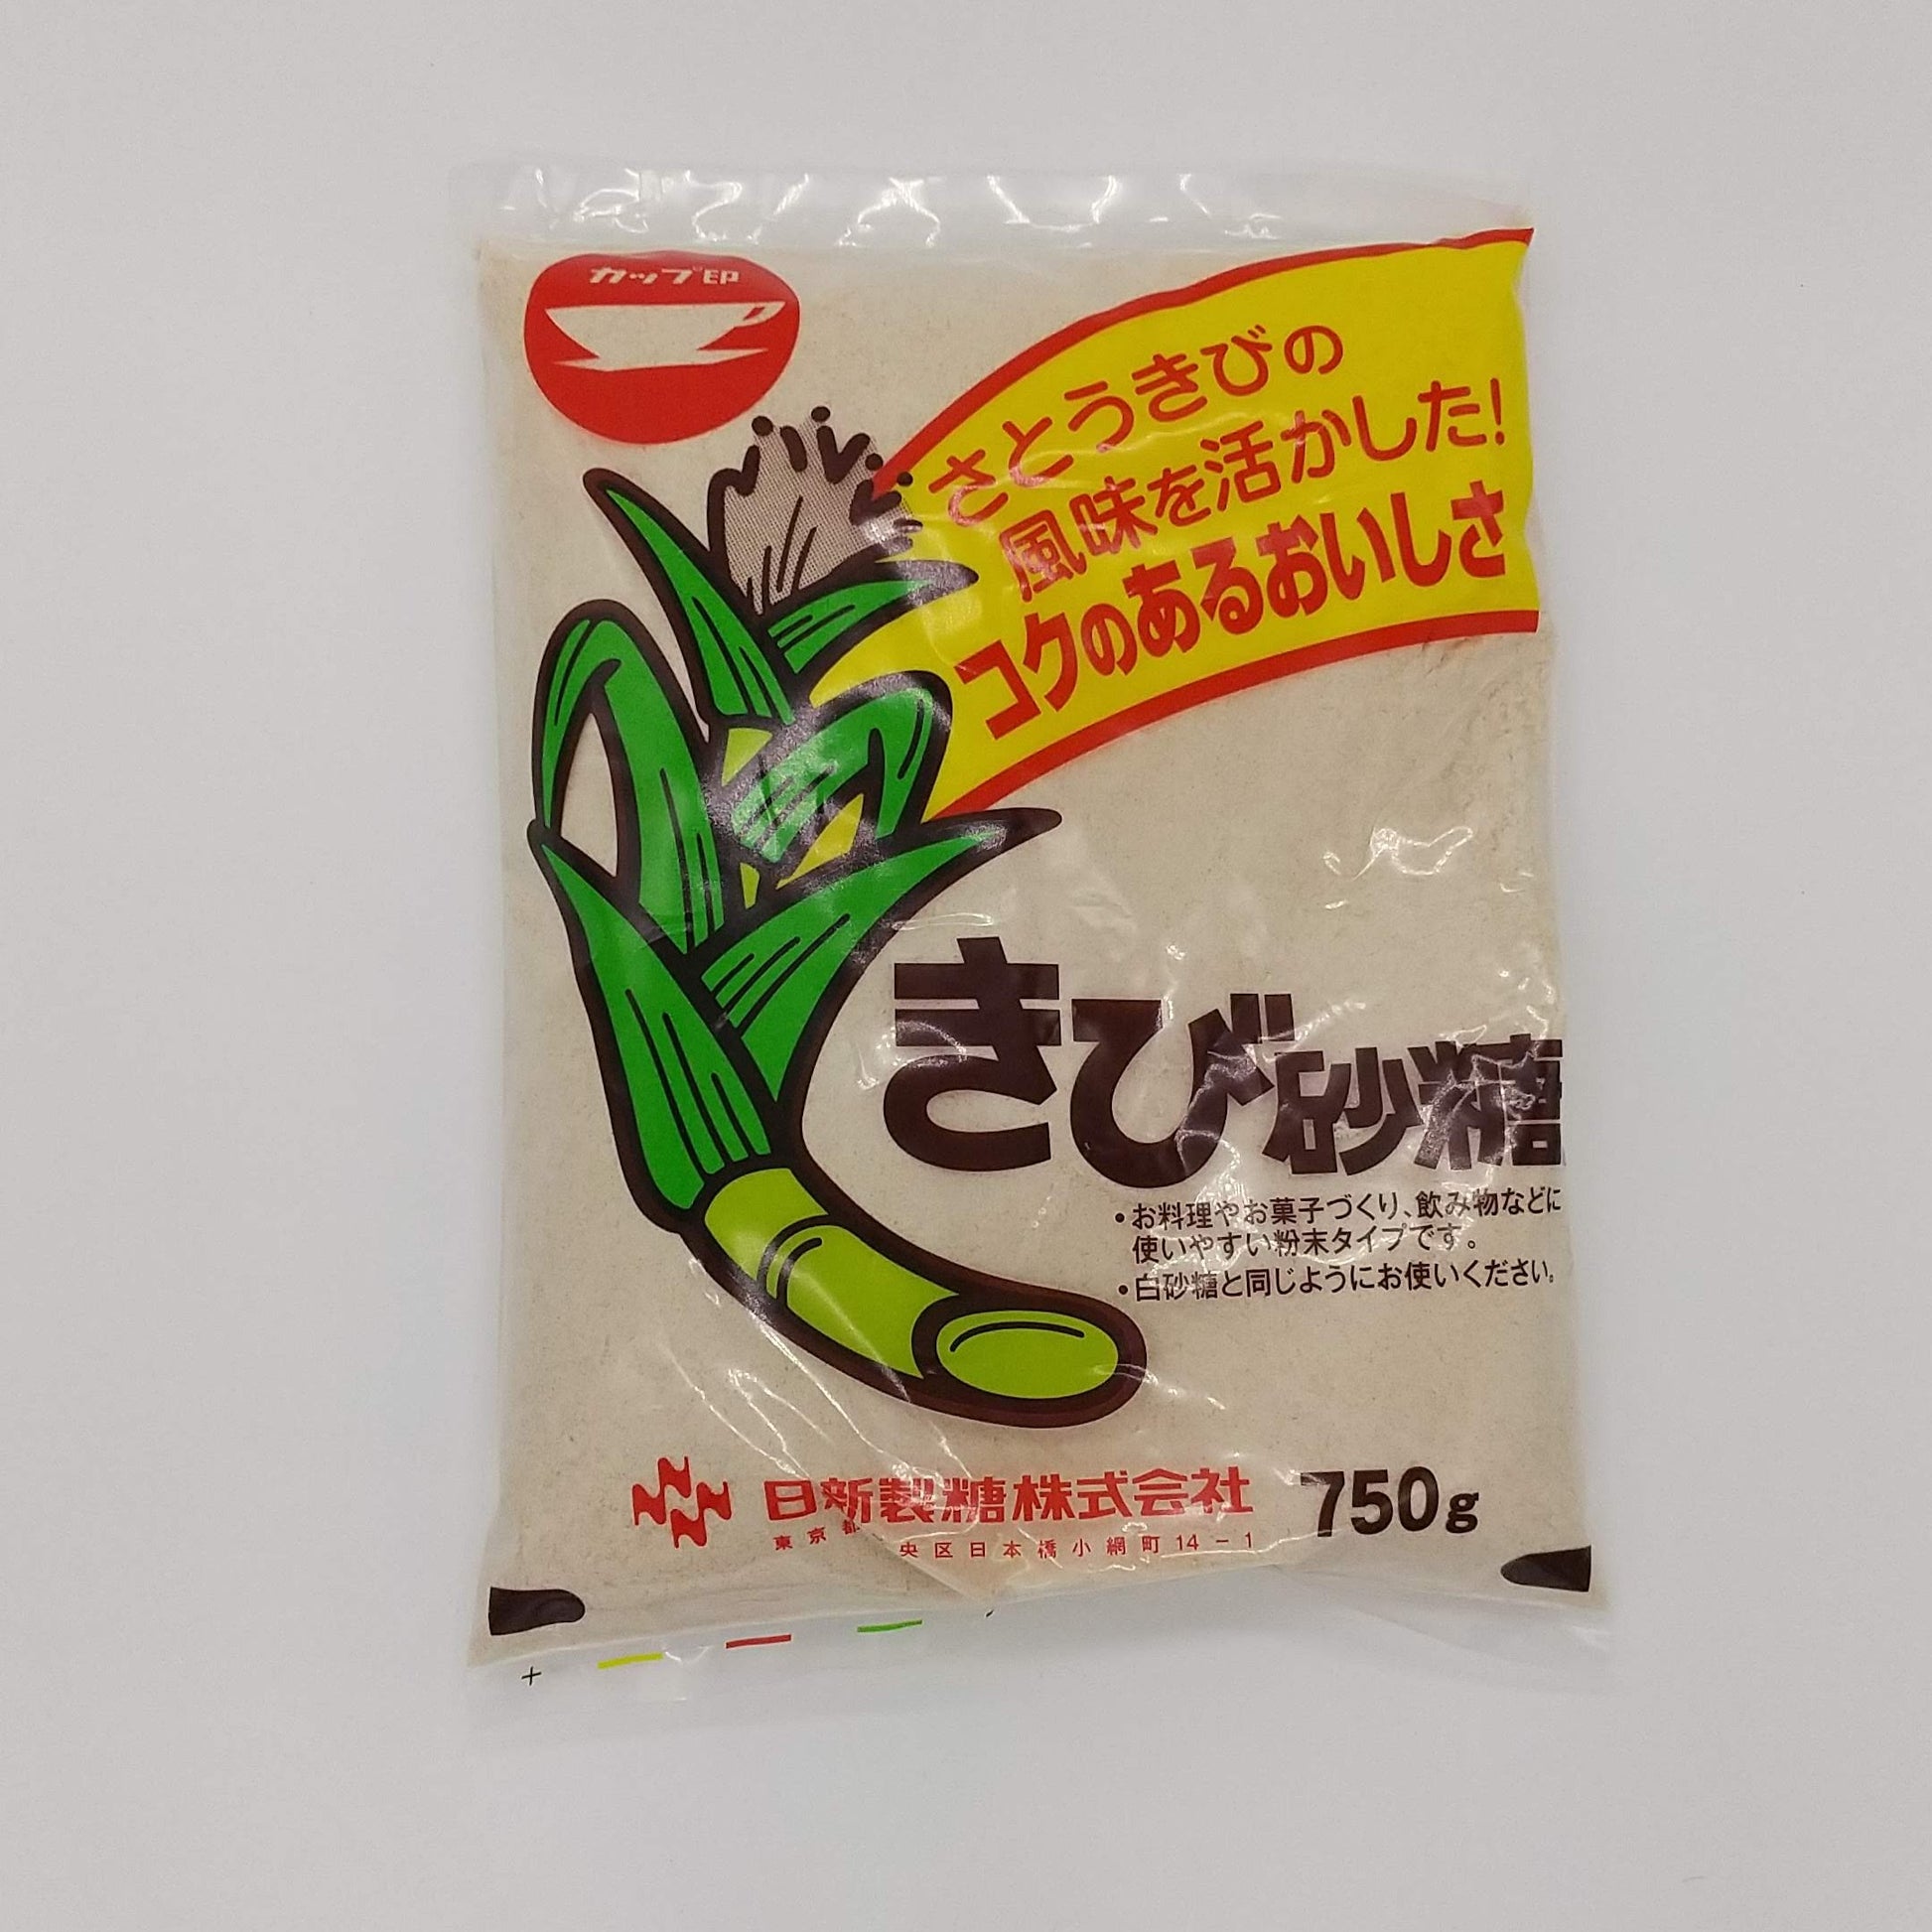 カップ印
さとうきびの
風味を活かした!
コクのあるおいしさ
きび砂糖
•お料理やお菓子づくり、飲み物などに
使いやすい粉末タイプです。
•白砂糖と同じようにお使いください。
日新製糖株式会社 750g
東京都 央区日本橋小網町14-1